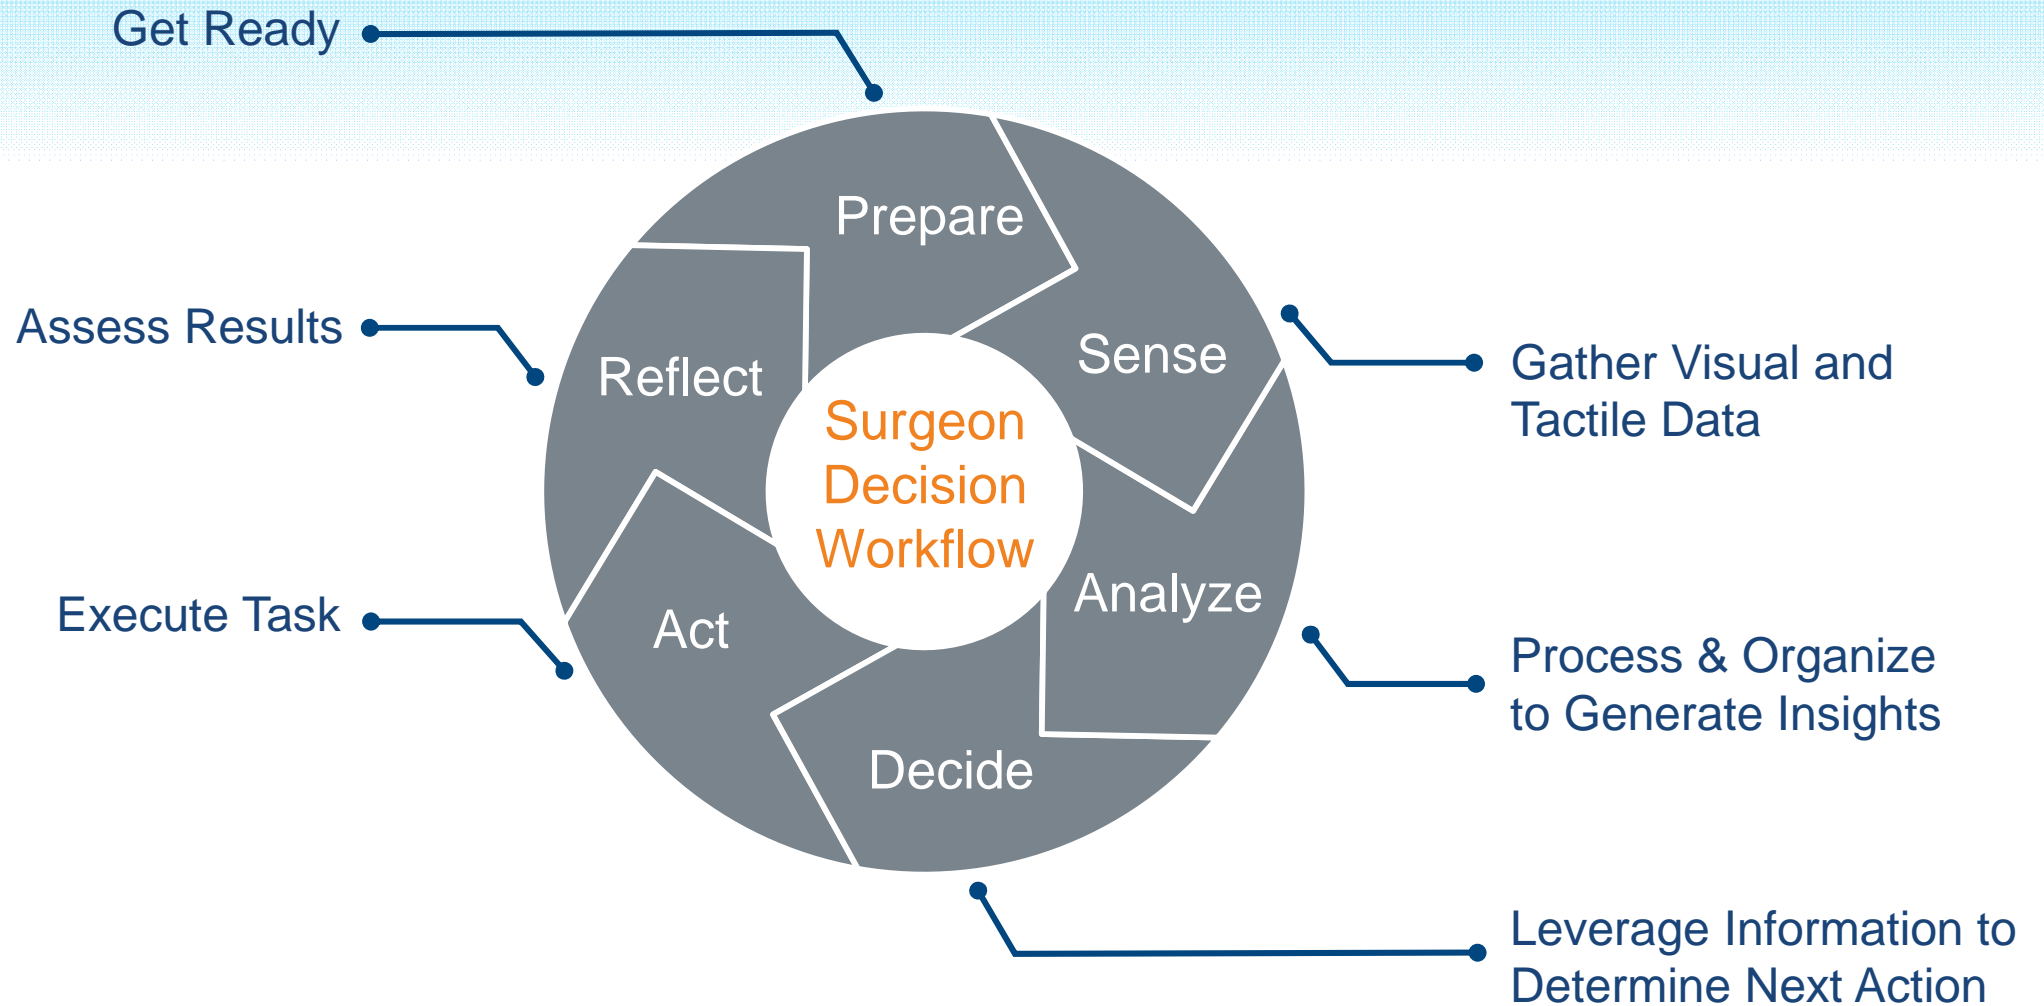 Get Ready
Prepare
Sense
Gather Visual and
Tactile Data
Analyze
Process & Organize
to Generate Insights
Decide
Leverage Information to
Determine Next Action
Act
Execute Task
Reflect
Assess Results
Surgeon
Decision
Workflow